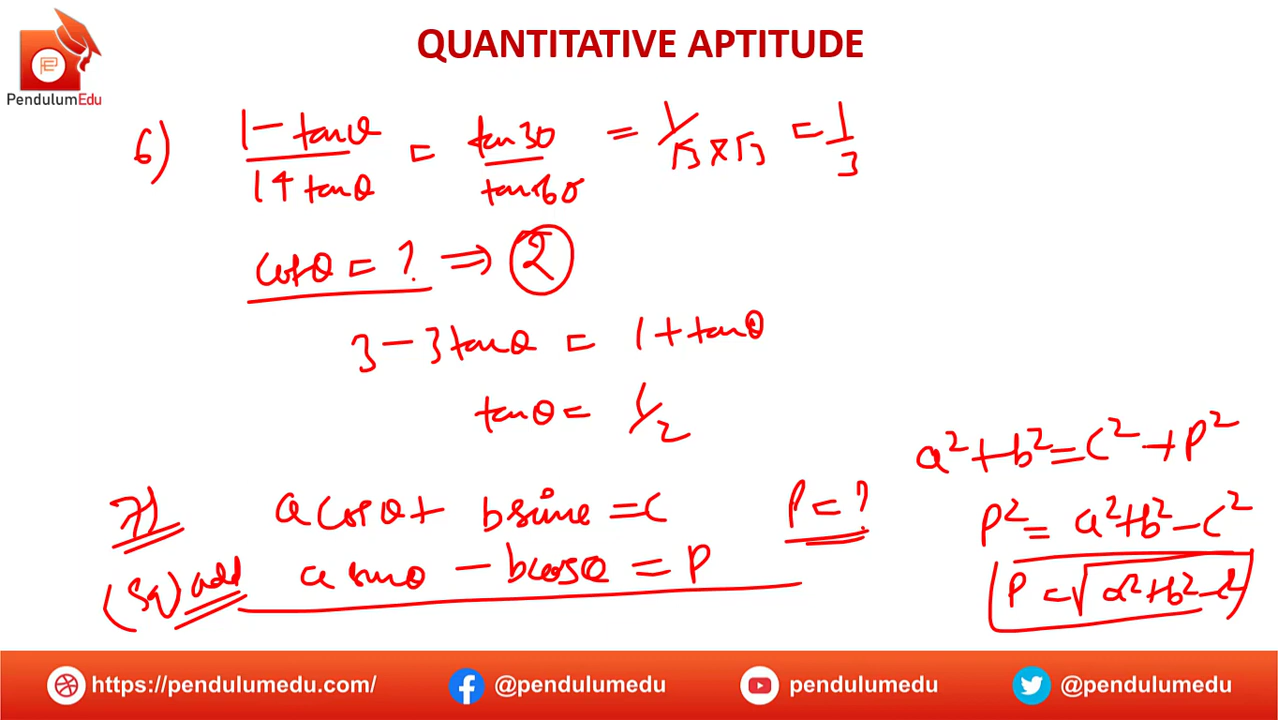 QUANTITATIVE APTITUDE
PendulumEdu
6) (1 - tanθ)/(1 + tanθ) = tan30/tan60 = 1/√3 × √3 = 1/3
cotθ = ? ⇒ 2
3 - 3tanθ = 1 + tanθ
tanθ = 1/2
7) a cosθ + b sinθ = c P = ?
(Sq) add a sinθ - b cosθ = P
a² + b² = c² + P²
P² = a² + b² - c²
P = √a² + b² - c²
https://pendulumedu.com/
@pendulumedu
pendulumedu
@pendulumedu